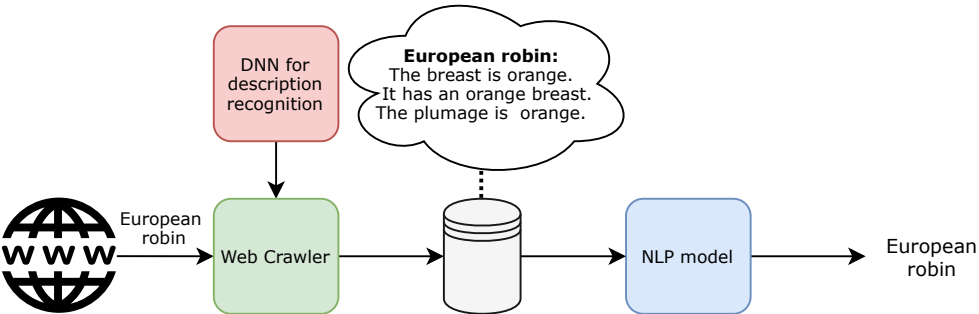 DNN for
description
recognition
European robin:
The breast is orange.
It has an orange breast.
The plumage is orange.
W W W
European
robin
Web Crawler
NLP model
European
robin